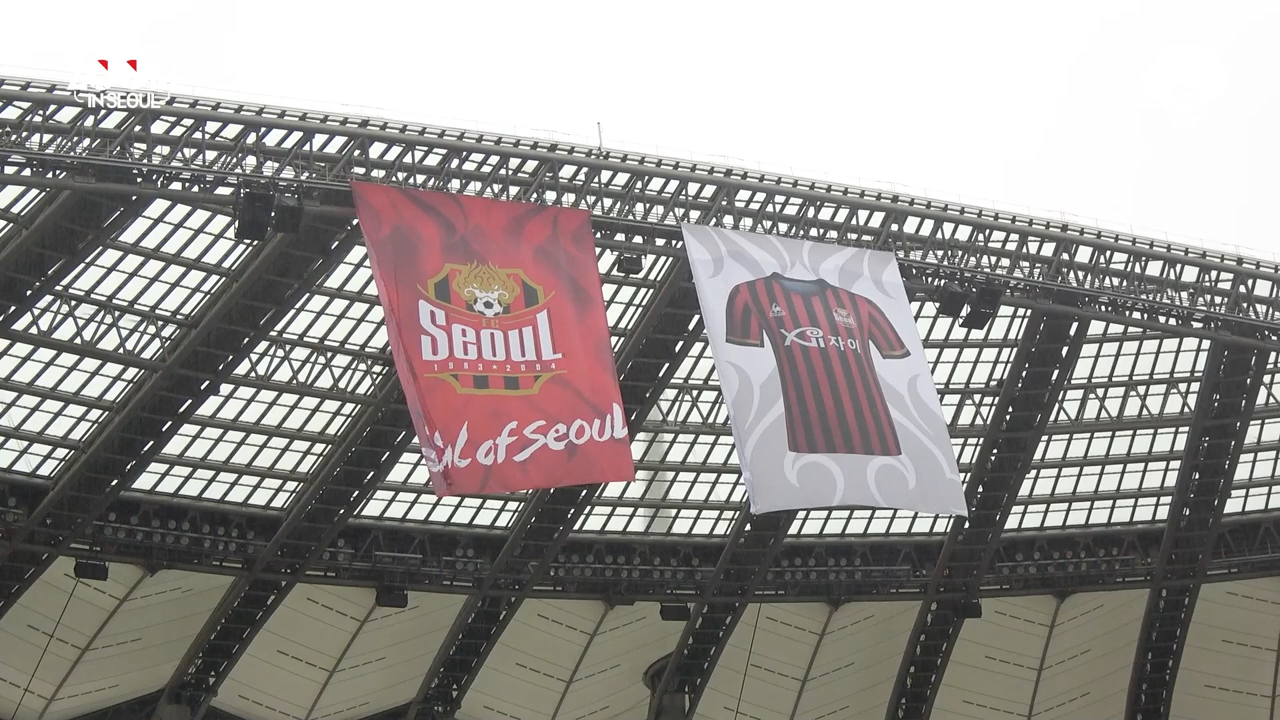 IN SEOUL
FC
SEOUL
1983★2004
of Seoul
Xi 자이